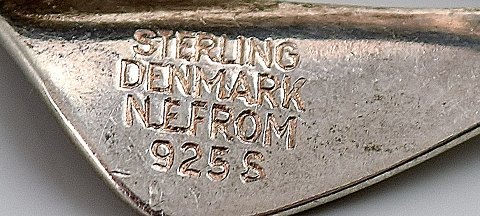 STERLING
DENMARK
N.E.FROM
925 S